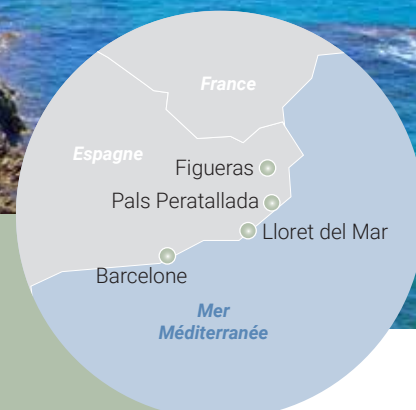 France
Espagne
Figueras
Pals Peratallada
Lloret del Mar
Barcelone
Mer
Méditerranée